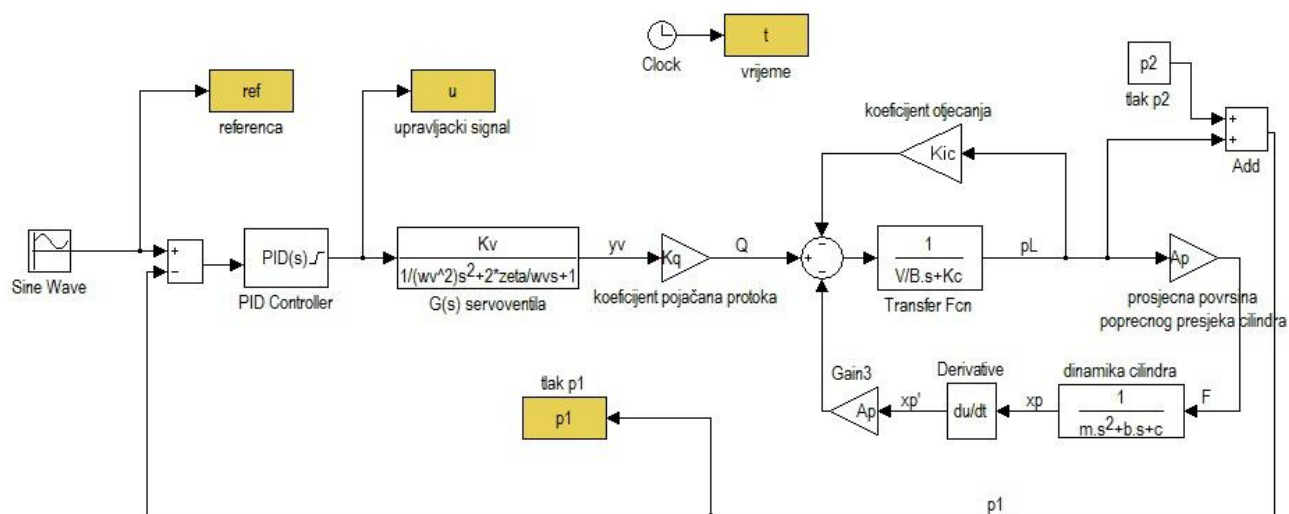 t
Clock
vrijeme
p2
tlak p2
ref
referenca
u
upravljacki signal
koeficijent otjecanja
Kic
+
+
Add
Sine Wave
+
−
PID(s)
PID Controller
Kv
1/(wv^2)s²+2*zeta/wvs+1
G(s) servoventila
yv
Kq
koeficijent pojačana protoka
Q
−
+
−
1
V/B.s+Kc
Transfer Fcn
pL
Ap
prosjecna povrsina
poprecnog presjeka cilindra
Gain3
Ap
xp'
Derivative
du/dt
xp
dinamika cilindra
1
m.s²+b.s+c
F
tlak p1
p1
p1